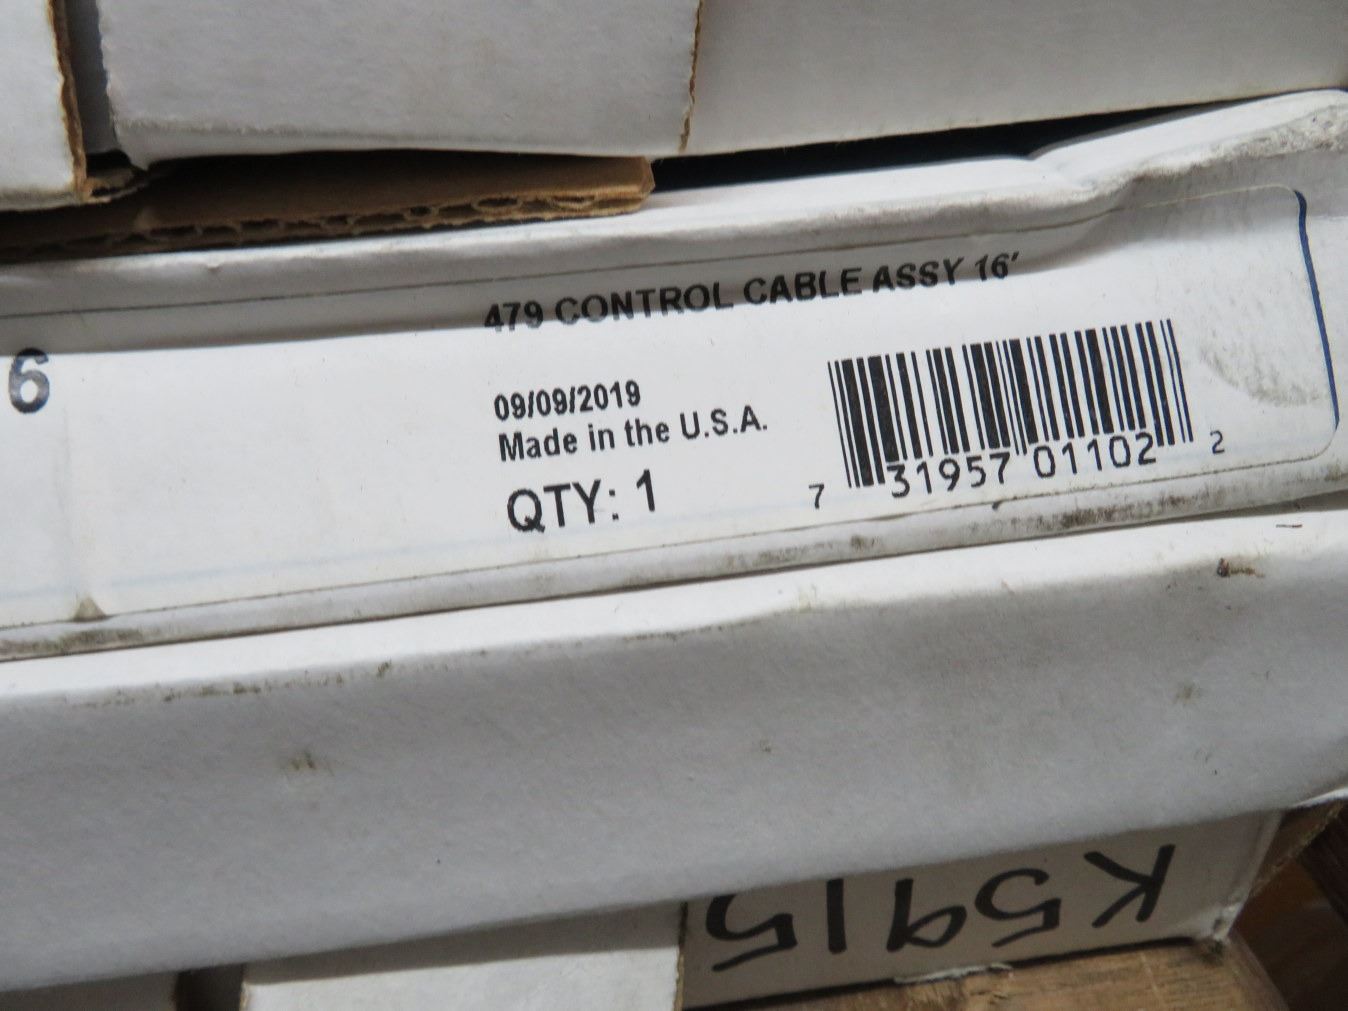 479 CONTROL CABLE ASSY 16'
6
09/09/2019
Made in the U.S.A.
QTY: 1
7 31957 01102 2
K5915